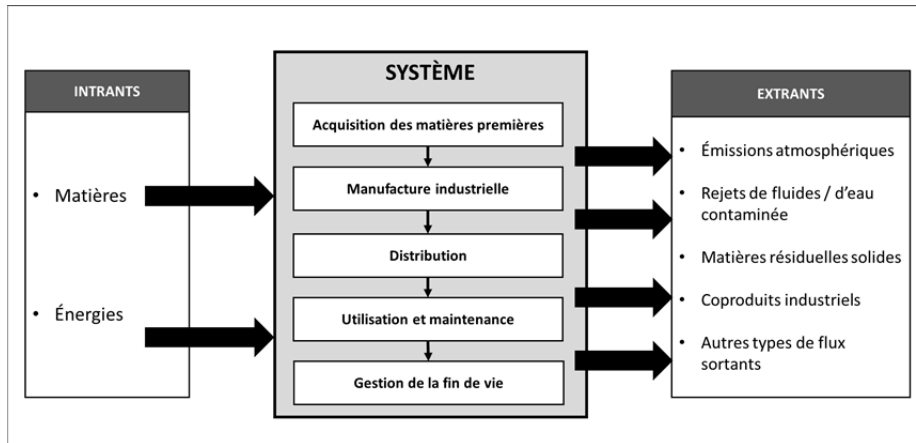 INTRANTS
• Matières
• Énergies
SYSTÈME
Acquisition des matières premières
Manufacture industrielle
Distribution
Utilisation et maintenance
Gestion de la fin de vie
EXTRANTS
• Émissions atmosphériques
• Rejets de fluides / d'eau
contaminée
• Matières résiduelles solides
• Coproduits industriels
• Autres types de flux
sortants